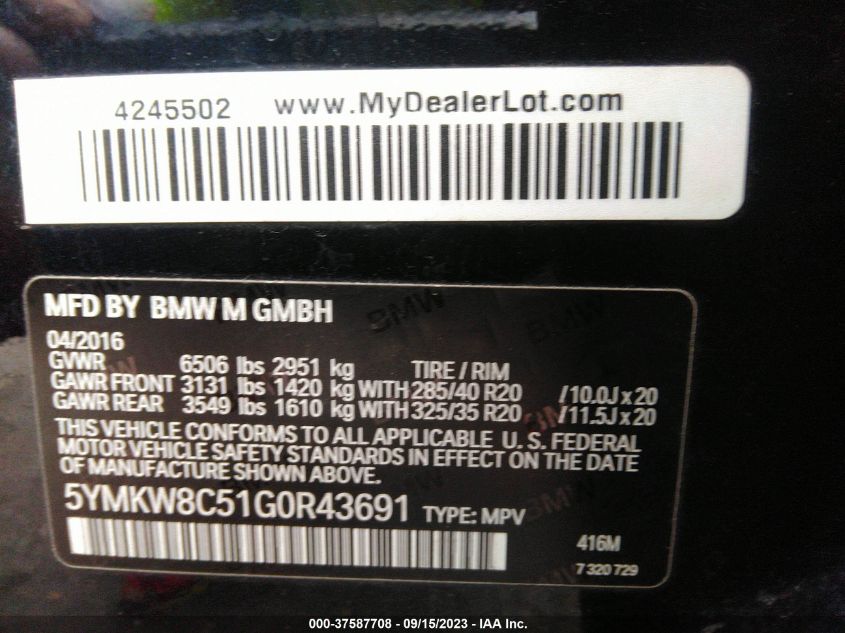 4245502 www.MyDealerLot.com
MFD BY BMW M GMBH
04/2016
GVWR 6506 lbs 2951 kg TIRE / RIM
GAWR FRONT 3131 lbs 1420 kg WITH 285/40 R20 /10.0J x 20
GAWR REAR 3549 lbs 1610 kg WITH 325/35 R20 /11.5J x 20
THIS VEHICLE CONFORMS TO ALL APPLICABLE U. S. FEDERAL
MOTOR VEHICLE SAFETY STANDARDS IN EFFECT ON THE DATE
OF MANUFACTURE SHOWN ABOVE.
5YMKW8C51G0R43691 TYPE: MPV
416M
7 320 729
000-37587708 - 09/15/2023 - IAA Inc.